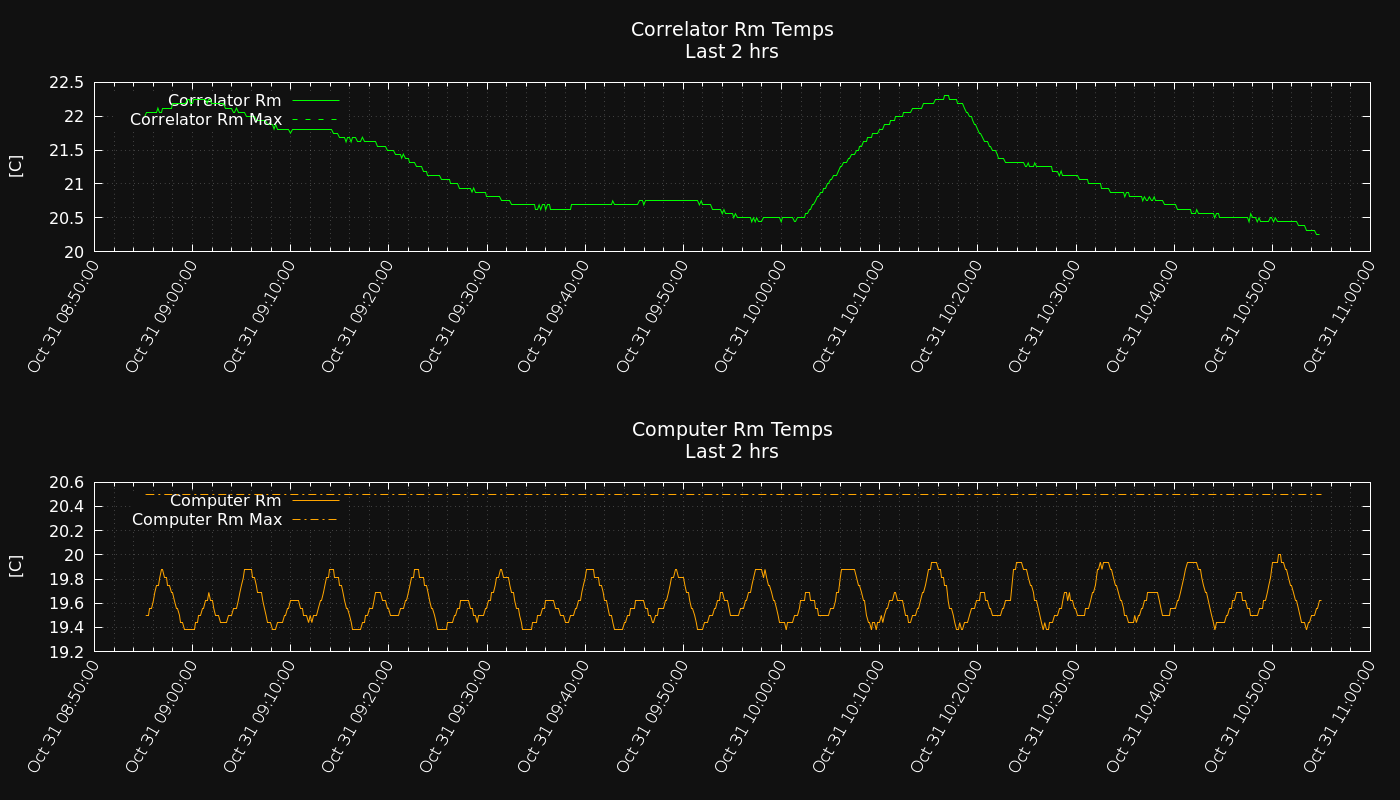 Correlator Rm Temps
Last 2 hrs
22.5
22
21.5
21
20.5
20
[C]
Correlator Rm
Correlator Rm Max
Oct 31 08:50:00
Oct 31 09:00:00
Oct 31 09:10:00
Oct 31 09:20:00
Oct 31 09:30:00
Oct 31 09:40:00
Oct 31 09:50:00
Oct 31 10:00:00
Oct 31 10:10:00
Oct 31 10:20:00
Oct 31 10:30:00
Oct 31 10:40:00
Oct 31 10:50:00
Oct 31 11:00:00
Computer Rm Temps
Last 2 hrs
20.6
20.4
20.2
20
19.8
19.6
19.4
19.2
[C]
Computer Rm
Computer Rm Max
Oct 31 08:50:00
Oct 31 09:00:00
Oct 31 09:10:00
Oct 31 09:20:00
Oct 31 09:30:00
Oct 31 09:40:00
Oct 31 09:50:00
Oct 31 10:00:00
Oct 31 10:10:00
Oct 31 10:20:00
Oct 31 10:30:00
Oct 31 10:40:00
Oct 31 10:50:00
Oct 31 11:00:00